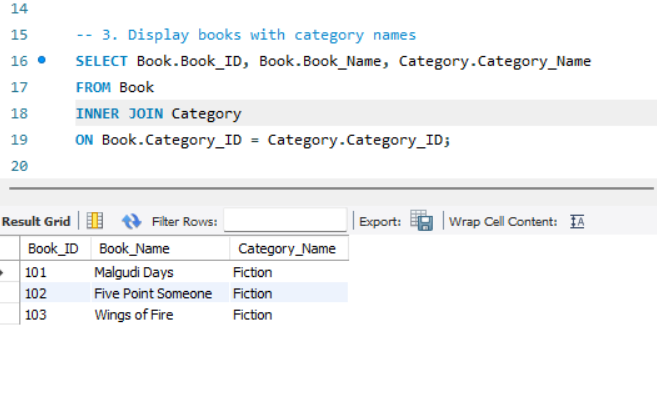 14
15 -- 3. Display books with category names
16 SELECT Book.Book_ID, Book.Book_Name, Category.Category_Name
17 FROM Book
18 INNER JOIN Category
19 ON Book.Category_ID = Category.Category_ID;
20
Result Grid Filter Rows: Export: Wrap Cell Content: IA
Book_ID Book_Name Category_Name
101 Malgudi Days Fiction
102 Five Point Someone Fiction
103 Wings of Fire Fiction